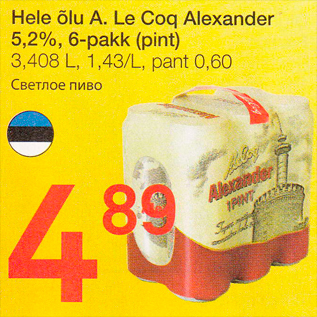 Hele õlu A. Le Coq Alexander
5,2%, 6-pakk (pint)
3,408 L, 1,43/L, pant 0,60
Светлое пиво
4 89
Alexander
1 PINT